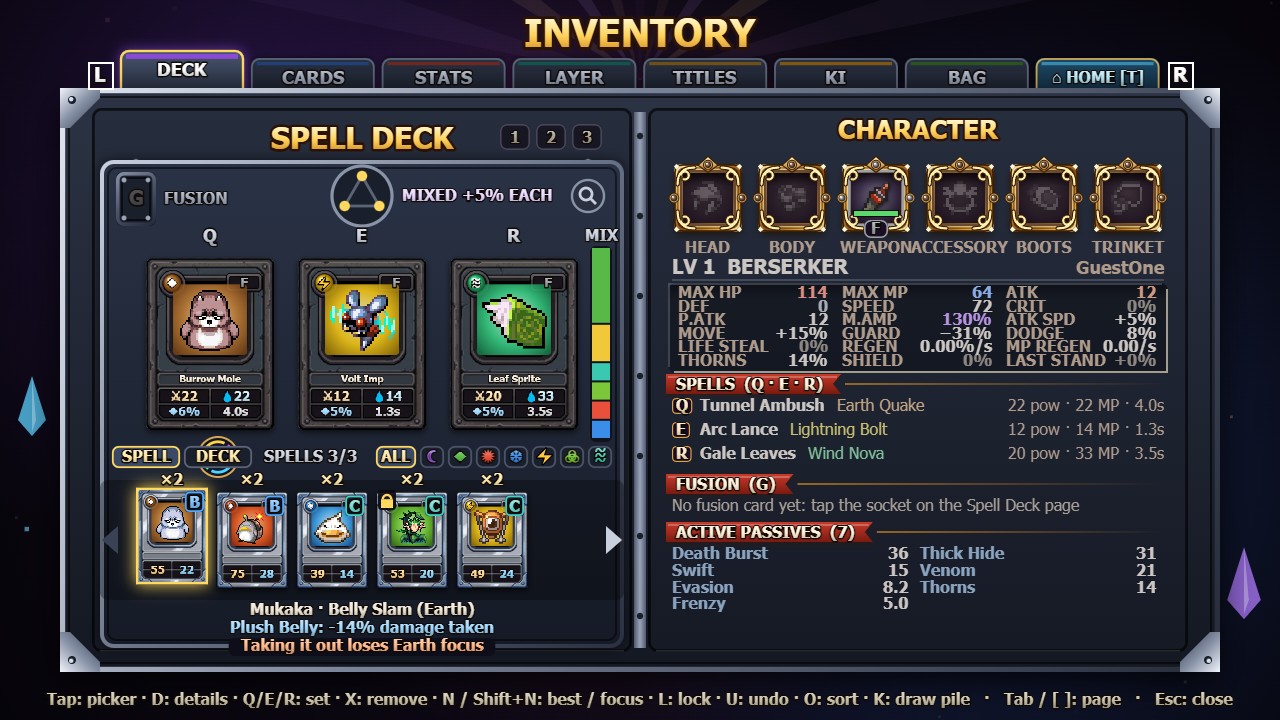 INVENTORY
L DECK CARDS STATS LAYER TITLES KI BAG ⌂ HOME [T] R
SPELL DECK 1 2 3
G FUSION MIXED +5% EACH
Q E R MIX
F F F
Burrow Mole Volt Imp Leaf Sprite
22 22 12 14 20 33
6% 4.0s 5% 1.3s 5% 3.5s
SPELL DECK SPELLS 3/3 ALL
×2 ×2 ×2 ×2 ×2
B B C C C
55 22 75 28 39 14 53 20 49 24
Mukaka · Belly Slam (Earth)
Plush Belly: -14% damage taken
Taking it out loses Earth focus
CHARACTER
F
HEAD BODY WEAPON ACCESSORY BOOTS TRINKET
LV 1 BERSERKER GuestOne
MAX HP 114 MAX MP 64 ATK 12
DEF 0 SPEED 72 CRIT 0%
P.ATK 12 M.AMP 130% ATK SPD +5%
MOVE +15% GUARD −31% DODGE 8%
LIFE STEAL 0% REGEN 0.00%/s MP REGEN 0.00/s
THORNS 14% SHIELD 0% LAST STAND +0%
SPELLS (Q · E · R)
Q Tunnel Ambush Earth Quake 22 pow · 22 MP · 4.0s
E Arc Lance Lightning Bolt 12 pow · 14 MP · 1.3s
R Gale Leaves Wind Nova 20 pow · 33 MP · 3.5s
FUSION (G)
No fusion card yet: tap the socket on the Spell Deck page
ACTIVE PASSIVES (7)
Death Burst 36 Thick Hide 31
Swift 15 Venom 21
Evasion 8.2 Thorns 14
Frenzy 5.0
Tap: picker · D: details · Q/E/R: set · X: remove · N / Shift+N: best / focus · L: lock · U: undo · O: sort · K: draw pile · Tab / [ ]: page · Esc: close